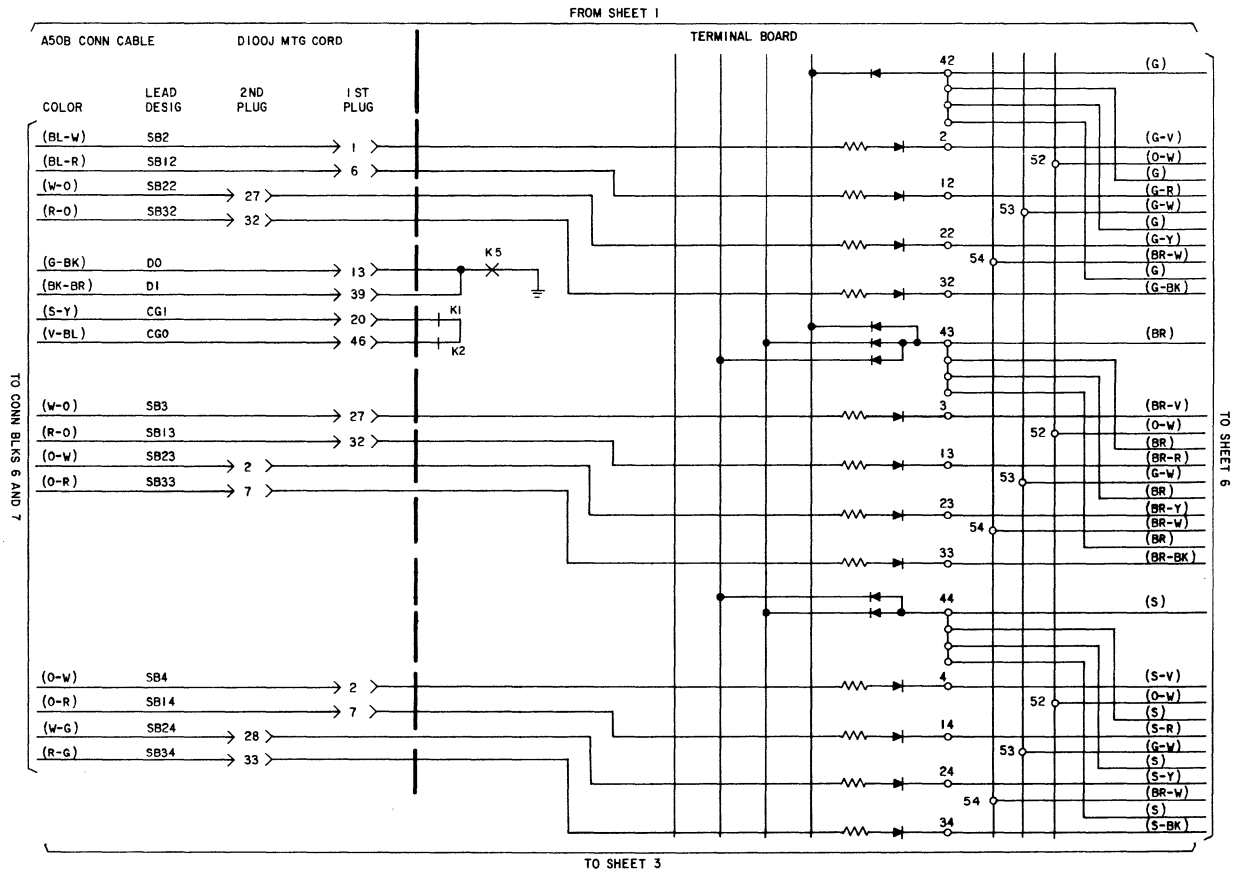 FROM SHEET 1
A50B CONN CABLE D100J MTG CORD TERMINAL BOARD
COLOR LEAD DESIG 2ND PLUG 1ST PLUG
42 (G)
(BL-W) SB2 1 2 (G-V)
52 (O-W)
(BL-R) SB12 6 (G)
(W-O) SB22 27 12 (G-R)
53 (G-W)
(R-O) SB32 32 (G)
22 (G-Y)
54 (BR-W)
K5
(G-BK) D0 13 (G)
(BK-BR) D1 39 32 (G-BK)
(S-Y) CG1 20 K1
(V-BL) CG0 46 K2 43 (BR)
(W-O) SB3 27 3 (BR-V)
52 (O-W)
(R-O) SB13 32 (BR)
(O-W) SB23 2 13 (BR-R)
53 (G-W)
(O-R) SB33 7 (BR)
23 (BR-Y)
54 (BR-W)
(BR)
33 (BR-BK)
44 (S)
(O-W) SB4 2 4 (S-V)
52 (O-W)
(O-R) SB14 7 (S)
(W-G) SB24 28 14 (S-R)
53 (G-W)
(R-G) SB34 33 (S)
24 (S-Y)
54 (BR-W)
(S)
34 (S-BK)
TO CONN BLKS 6 AND 7
TO SHEET 6
TO SHEET 3